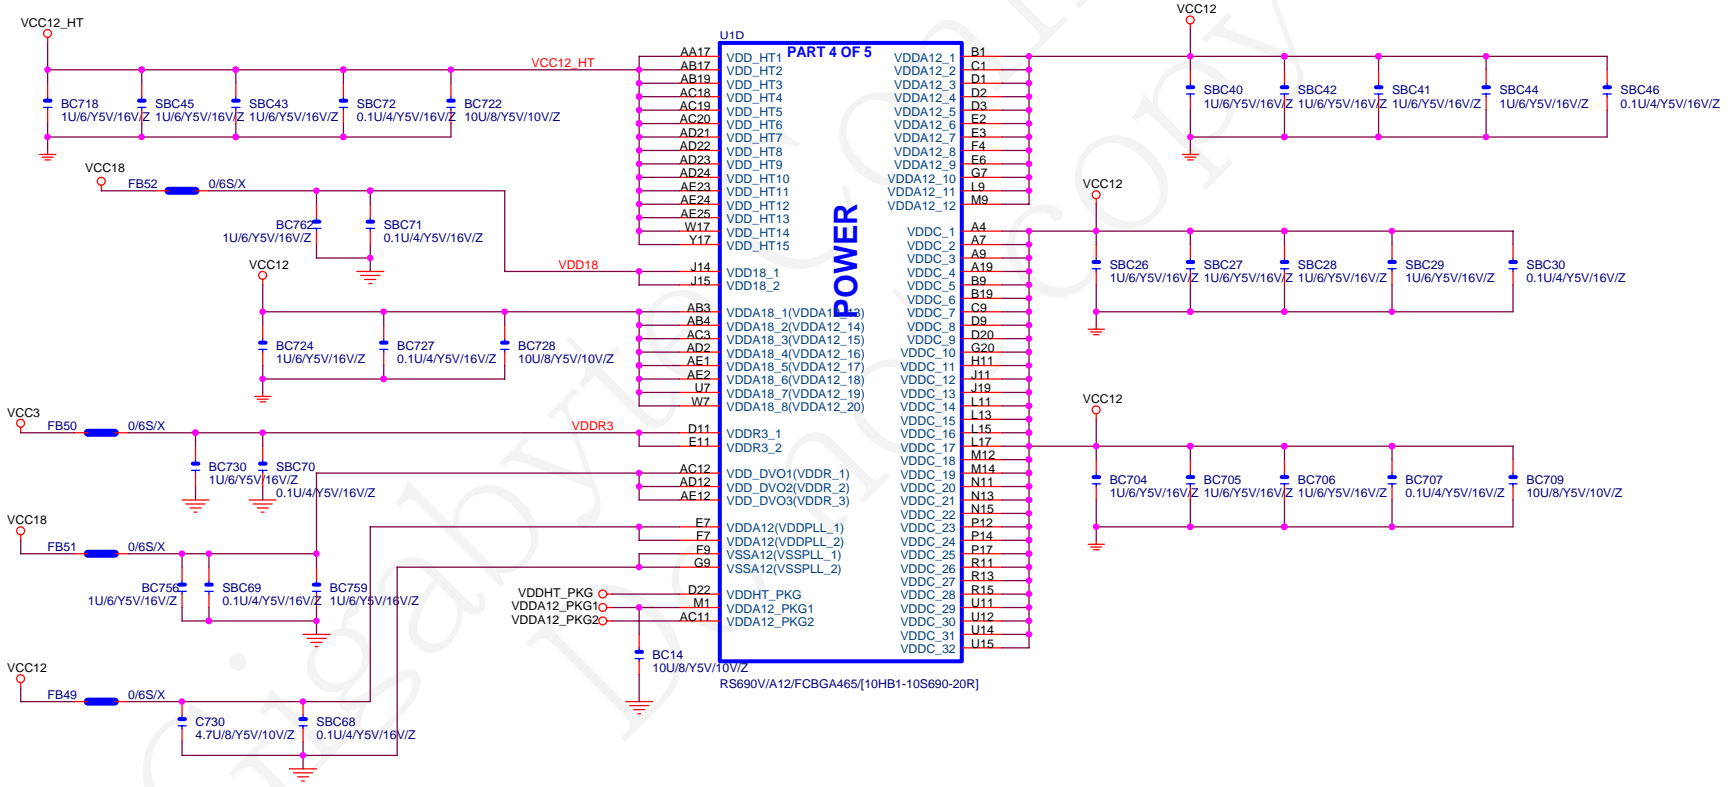 VCC12_HT
VCC12_HT
BC718
1U/6/Y5V/16V/Z
SBC45
1U/6/Y5V/16V/Z
SBC43
1U/6/Y5V/16V/Z
SBC72
0.1U/4/Y5V/16V/Z
BC722
10U/8/Y5V/10V/Z
VCC18
FB52
0/6S/X
BC762
1U/6/Y5V/16V/Z
SBC71
0.1U/4/Y5V/16V/Z
VDD18
VCC12
BC724
1U/6/Y5V/16V/Z
BC727
0.1U/4/Y5V/16V/Z
BC728
10U/8/Y5V/10V/Z
VCC3
FB50
0/6S/X
VDDR3
BC730
1U/6/Y5V/16V/Z
SBC70
0.1U/4/Y5V/16V/Z
VCC18
FB51
0/6S/X
BC756
1U/6/Y5V/16V/Z
SBC69
0.1U/4/Y5V/16V/Z
BC759
1U/6/Y5V/16V/Z
VCC12
FB49
0/6S/X
C730
4.7U/8/Y5V/10V/Z
SBC68
0.1U/4/Y5V/16V/Z
VDDHT_PKG
VDDA12_PKG1
VDDA12_PKG2
BC14
10U/8/Y5V/10V/Z
U1D
PART 4 OF 5
POWER
AA17 VDD_HT1
AB17 VDD_HT2
AB19 VDD_HT3
AC18 VDD_HT4
AC19 VDD_HT5
AC20 VDD_HT6
AD21 VDD_HT7
AD22 VDD_HT8
AD23 VDD_HT9
AD24 VDD_HT10
AE23 VDD_HT11
AE24 VDD_HT12
AE25 VDD_HT13
W17 VDD_HT14
Y17 VDD_HT15
J14 VDD18_1
J15 VDD18_2
AB3 VDDA18_1(VDDA12_13)
AB4 VDDA18_2(VDDA12_14)
AC3 VDDA18_3(VDDA12_15)
AD2 VDDA18_4(VDDA12_16)
AE1 VDDA18_5(VDDA12_17)
AE2 VDDA18_6(VDDA12_18)
U7 VDDA18_7(VDDA12_19)
W7 VDDA18_8(VDDA12_20)
D11 VDDR3_1
E11 VDDR3_2
AC12 VDD_DVO1(VDDR_1)
AD12 VDD_DVO2(VDDR_2)
AE12 VDD_DVO3(VDDR_3)
E7 VDDA12(VDDPLL_1)
F7 VDDA12(VDDPLL_2)
F9 VSSA12(VSSPLL_1)
G9 VSSA12(VSSPLL_2)
D22 VDDHT_PKG
M1 VDDA12_PKG1
AC11 VDDA12_PKG2
VDDA12_1 B1
VDDA12_2 C1
VDDA12_3 D1
VDDA12_4 D2
VDDA12_5 D3
VDDA12_6 E2
VDDA12_7 E3
VDDA12_8 F4
VDDA12_9 E6
VDDA12_10 G7
VDDA12_11 L9
VDDA12_12 M9
VDDC_1 A4
VDDC_2 A7
VDDC_3 A9
VDDC_4 A19
VDDC_5 B9
VDDC_6 B19
VDDC_7 C9
VDDC_8 D9
VDDC_9 D20
VDDC_10 G20
VDDC_11 H11
VDDC_12 J11
VDDC_13 J19
VDDC_14 L11
VDDC_15 L13
VDDC_16 L15
VDDC_17 L17
VDDC_18 M12
VDDC_19 M14
VDDC_20 N11
VDDC_21 N13
VDDC_22 N15
VDDC_23 P12
VDDC_24 P14
VDDC_25 P17
VDDC_26 R11
VDDC_27 R13
VDDC_28 R15
VDDC_29 U11
VDDC_30 U12
VDDC_31 U14
VDDC_32 U15
RS690V/A12/FCBGA465/[10HB1-10S690-20R]
VCC12
SBC40
1U/6/Y5V/16V/Z
SBC42
1U/6/Y5V/16V/Z
SBC41
1U/6/Y5V/16V/Z
SBC44
1U/6/Y5V/16V/Z
SBC46
0.1U/4/Y5V/16V/Z
VCC12
SBC26
1U/6/Y5V/16V/Z
SBC27
1U/6/Y5V/16V/Z
SBC28
1U/6/Y5V/16V/Z
SBC29
1U/6/Y5V/16V/Z
SBC30
0.1U/4/Y5V/16V/Z
VCC12
BC704
1U/6/Y5V/16V/Z
BC705
1U/6/Y5V/16V/Z
BC706
1U/6/Y5V/16V/Z
BC707
0.1U/4/Y5V/16V/Z
BC709
10U/8/Y5V/10V/Z